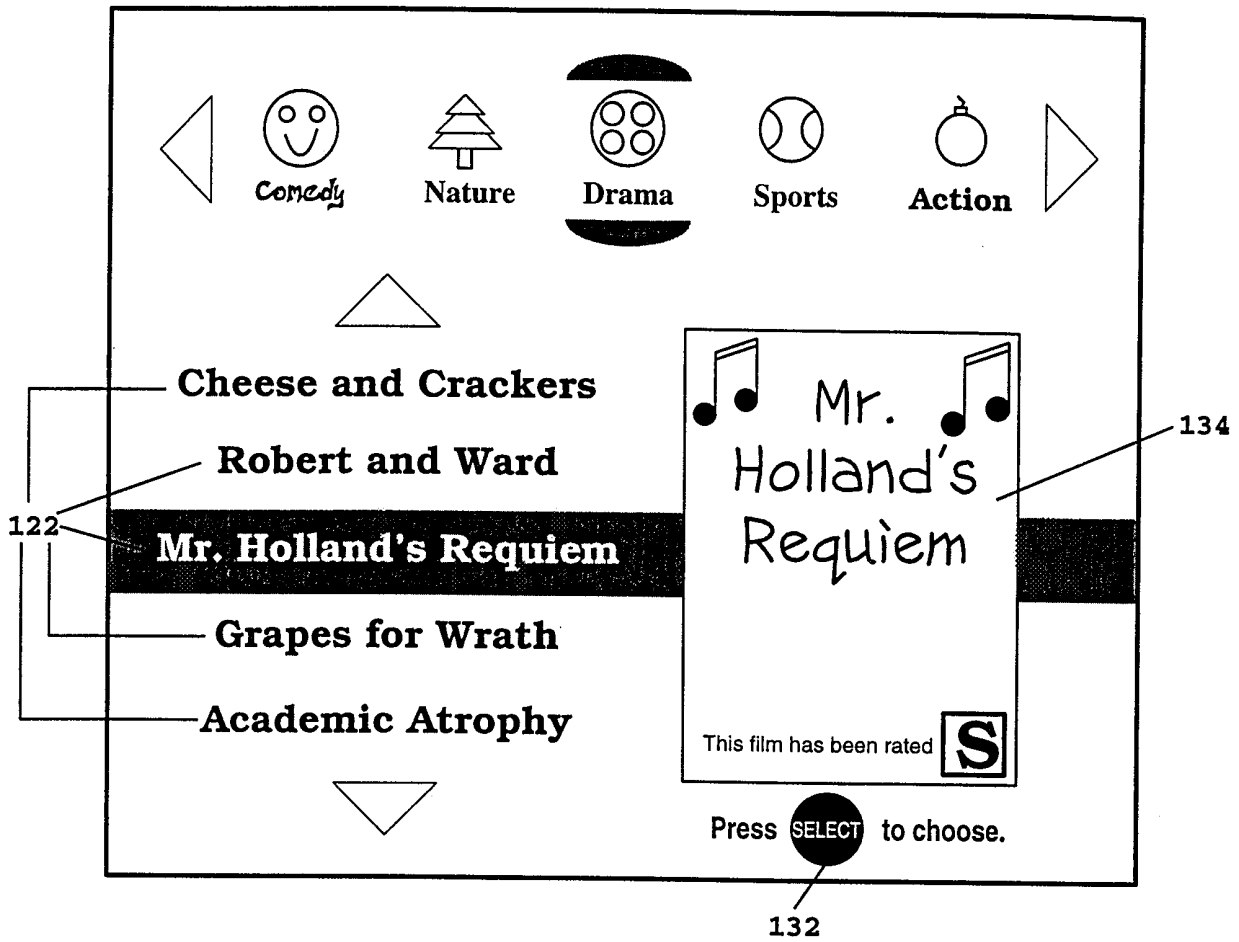 Comedy Nature Drama Sports Action
Cheese and Crackers
Robert and Ward
122
Mr. Holland's Requiem
Grapes for Wrath
Academic Atrophy
Mr.
Holland's
Requiem
134
This film has been rated S
Press SELECT to choose.
132